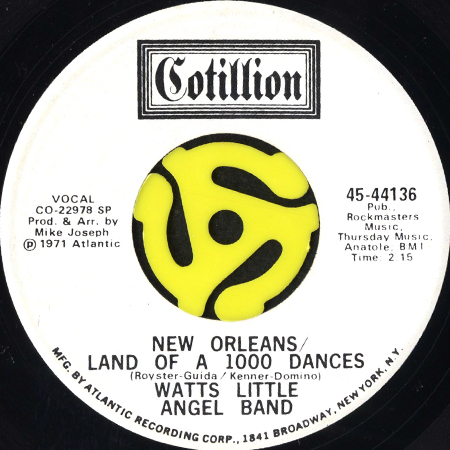 Cotillion
VOCAL
CO-22978 SP
Prod. & Arr. by
Mike Joseph
℗ 1971 Atlantic
45-44136
Pub.,
Rockmasters
Music,
Thursday Music,
Anatole, BMI
Time: 2 15
NEW ORLEANS/
LAND OF A 1000 DANCES
(Royster-Guida / Kenner-Domino)
WATTS LITTLE
ANGEL BAND
MFG. BY ATLANTIC RECORDING CORP., 1841 BROADWAY, NEW YORK, N.Y.